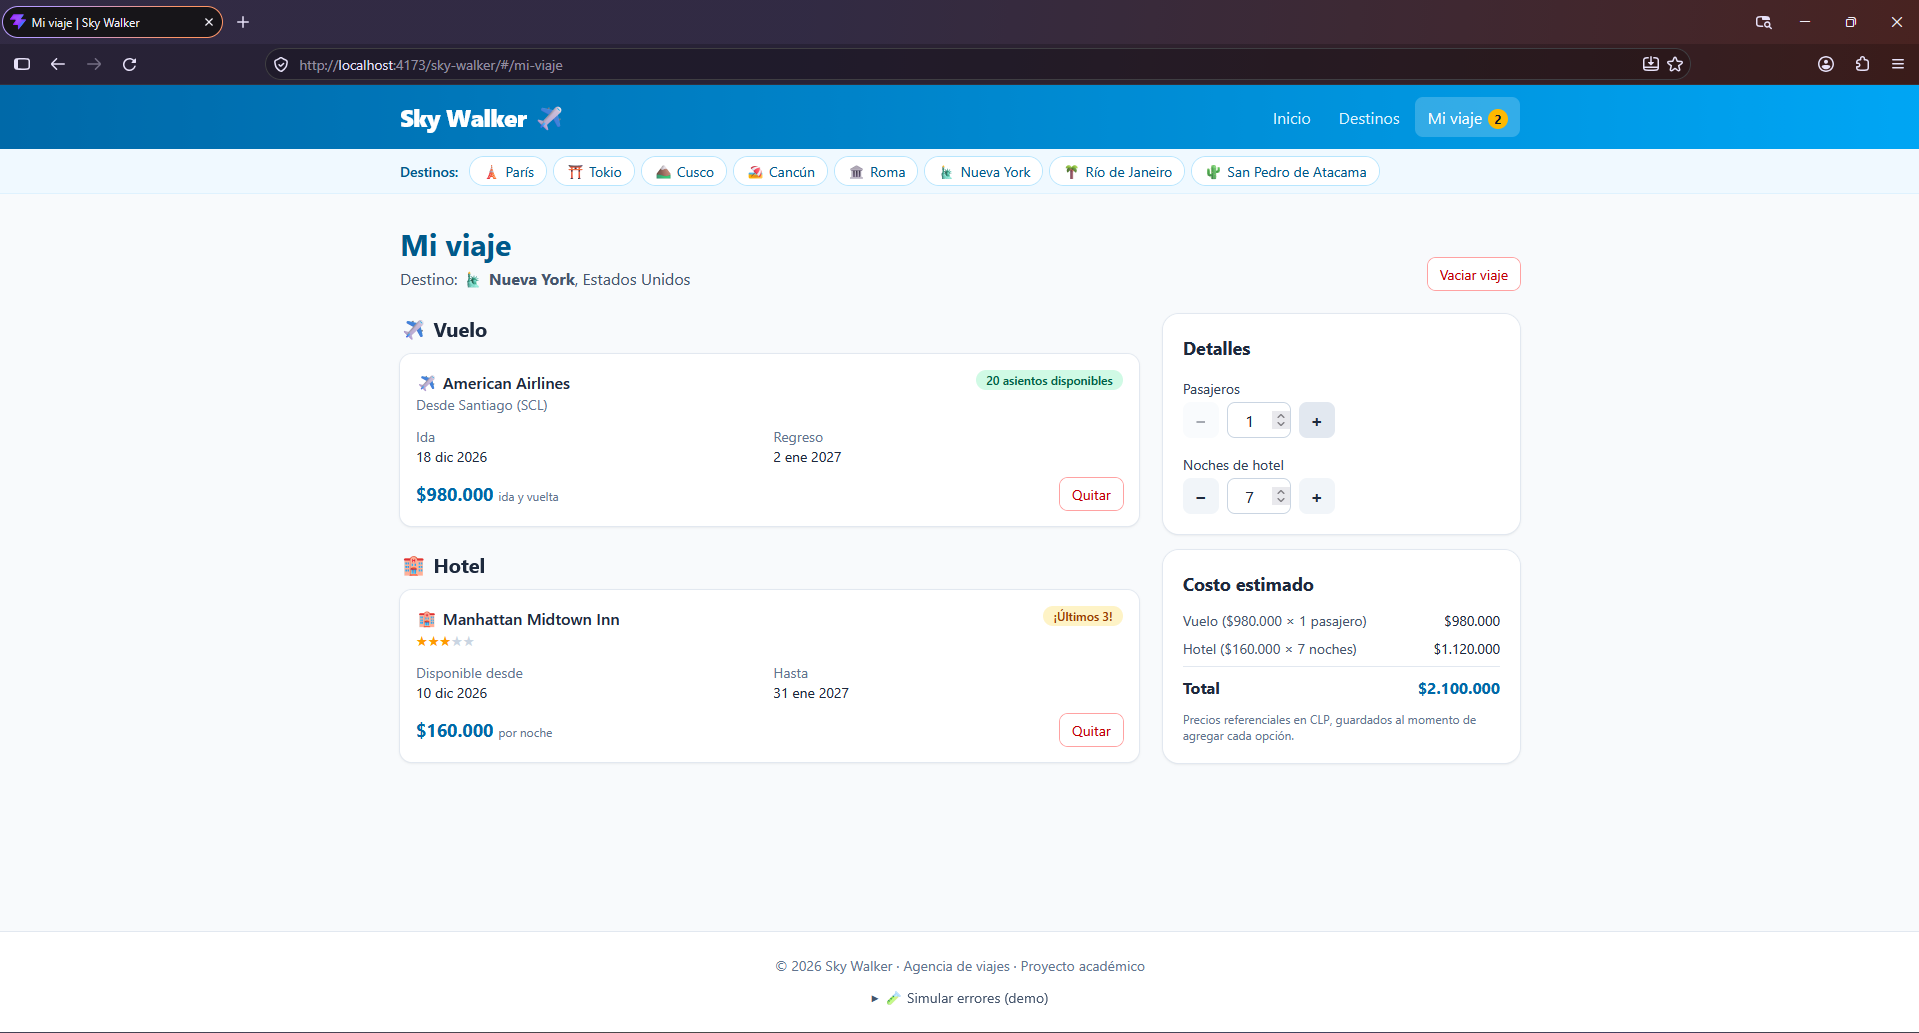 Mi viaje | Sky Walker
http://localhost:4173/sky-walker/#/mi-viaje
Sky Walker
Inicio
Destinos
Mi viaje 2
Destinos: París Tokio Cusco Cancún Roma Nueva York Río de Janeiro San Pedro de Atacama
Mi viaje
Destino: Nueva York, Estados Unidos
Vaciar viaje
Vuelo
American Airlines
20 asientos disponibles
Desde Santiago (SCL)
Ida
18 dic 2026
Regreso
2 ene 2027
$980.000 ida y vuelta
Quitar
Hotel
Manhattan Midtown Inn
¡Últimos 3!
★★★★★
Disponible desde
10 dic 2026
Hasta
31 ene 2027
$160.000 por noche
Quitar
Detalles
Pasajeros
− 1 +
Noches de hotel
− 7 +
Costo estimado
Vuelo ($980.000 × 1 pasajero) $980.000
Hotel ($160.000 × 7 noches) $1.120.000
Total $2.100.000
Precios referenciales en CLP, guardados al momento de
agregar cada opción.
© 2026 Sky Walker · Agencia de viajes · Proyecto académico
Simular errores (demo)